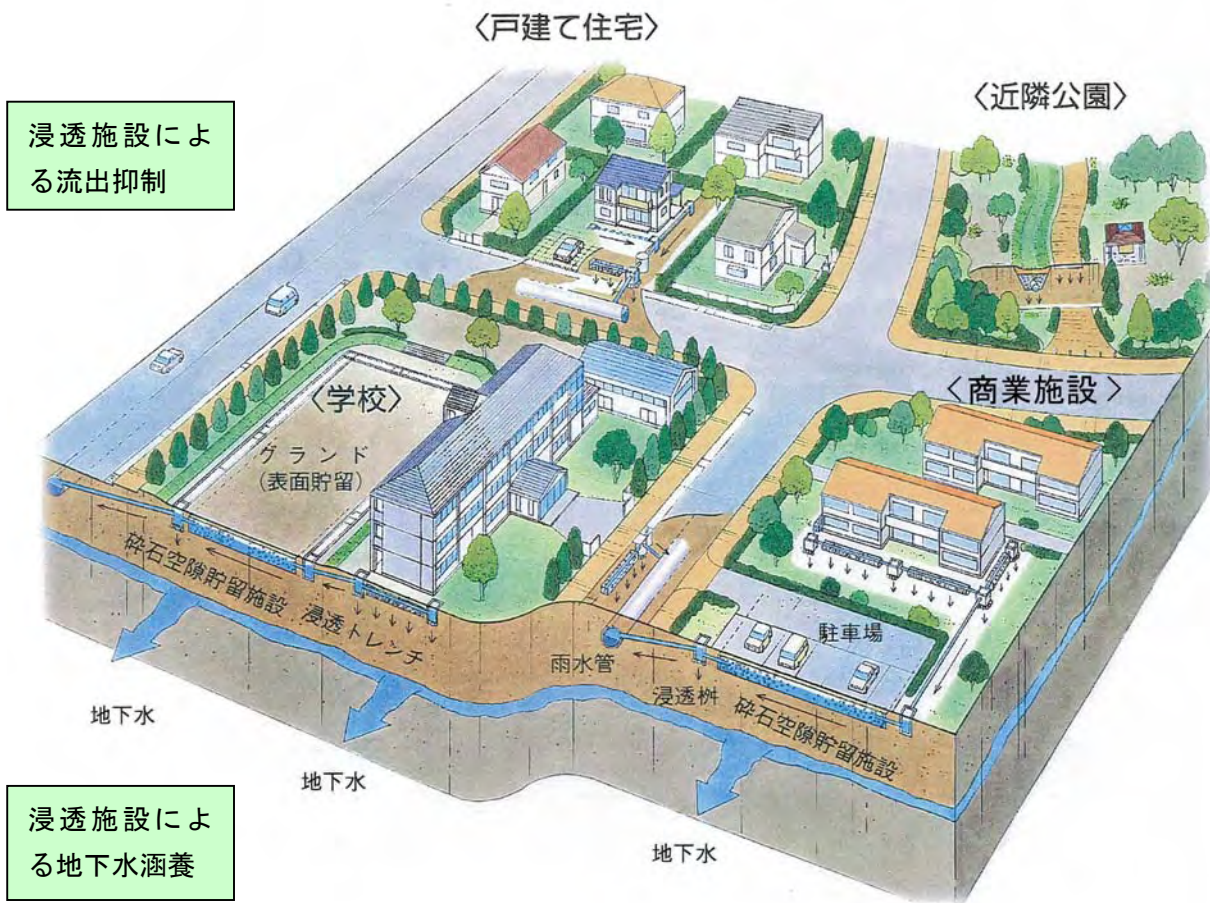 〈戸建て住宅〉
〈近隣公園〉
浸透施設によ
る流出抑制
〈学校〉
グランド
(表面貯留)
〈商業施設〉
駐車場
砕石空隙貯留施設
浸透トレンチ
雨水管
浸透桝
砕石空隙貯留施設
地下水
地下水
地下水
浸透施設によ
る地下水涵養